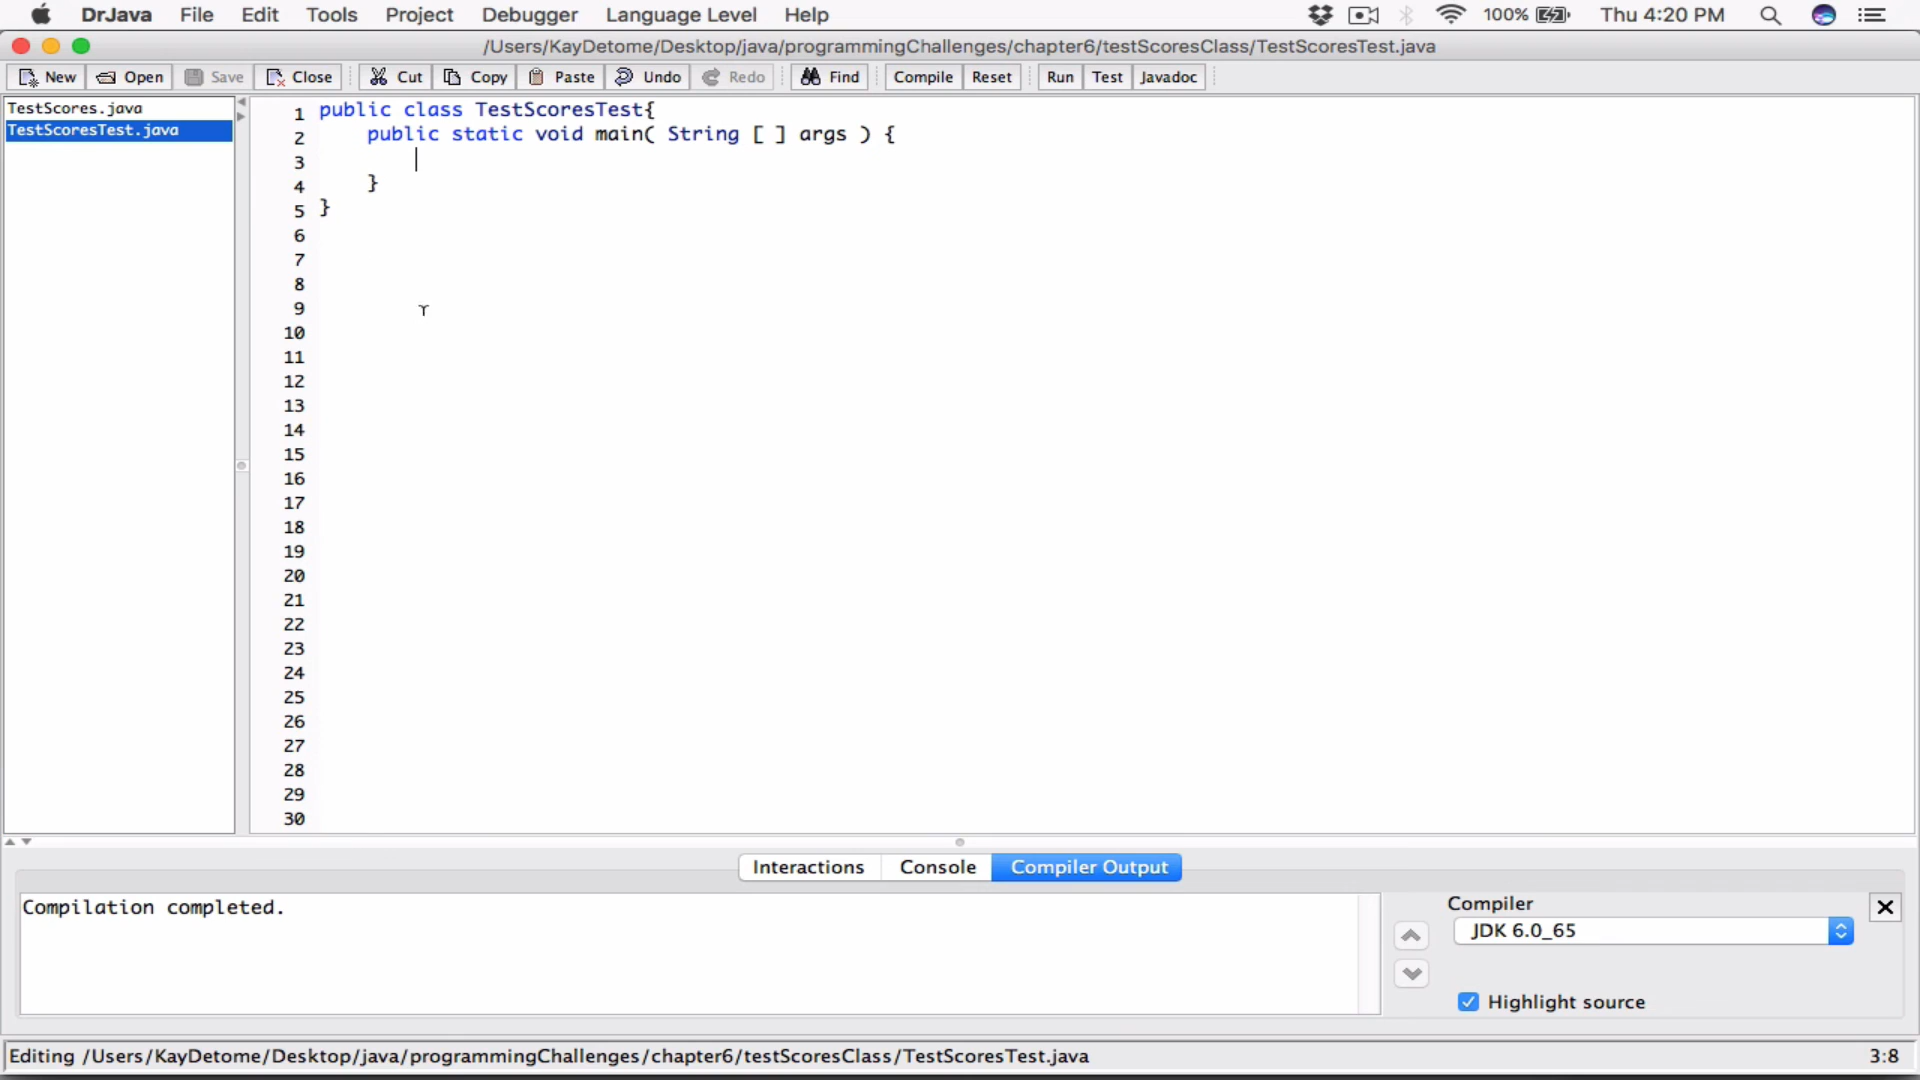 DrJava File Edit Tools Project Debugger Language Level Help 100% Thu 4:20 PM
/Users/KayDetome/Desktop/java/programmingChallenges/chapter6/testScoresClass/TestScoresTest.java
New Open Save Close Cut Copy Paste Undo Redo Find Compile Reset Run Test Javadoc
TestScores.java
TestScoresTest.java
1 public class TestScoresTest{
2 public static void main( String [ ] args ) {
3
4 }
5 }
6
7
8
9
10
11
12
13
14
15
16
17
18
19
20
21
22
23
24
25
26
27
28
29
30
Interactions Console Compiler Output
Compilation completed.
Compiler
JDK 6.0_65
Highlight source
Editing /Users/KayDetome/Desktop/java/programmingChallenges/chapter6/testScoresClass/TestScoresTest.java 3:8